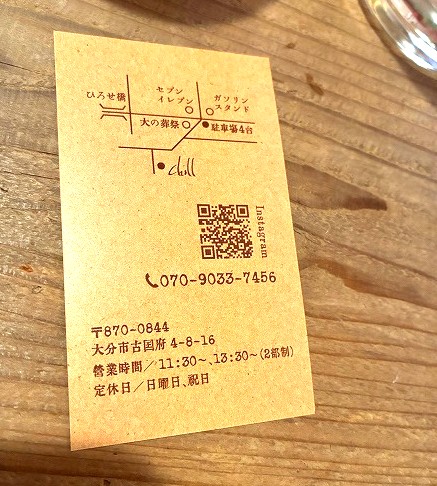 ひろせ橋
セブン
イレブン
ガソリン
スタンド
大の葬祭
駐車場4台
chill
Instagram
070-9033-7456
〒870-0844
大分市古国府 4-8-16
営業時間／11:30〜、13:30〜(2部制)
定休日／日曜日、祝日